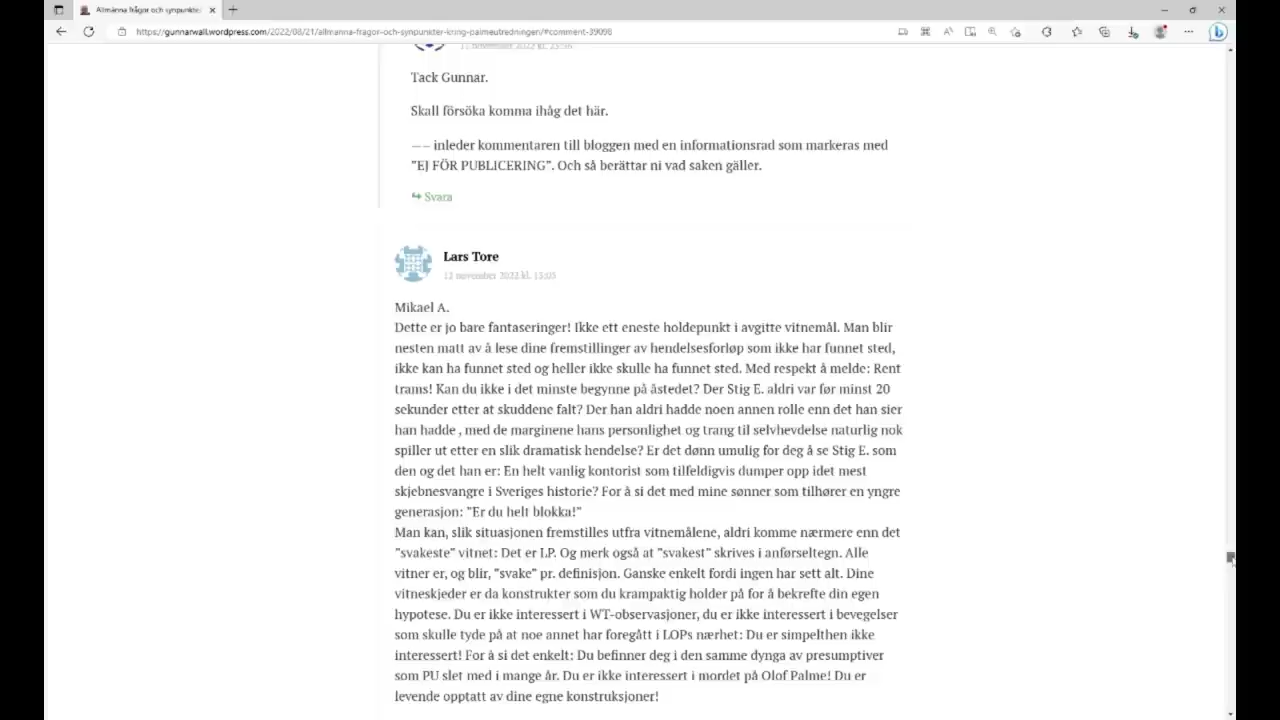 Allmänna frågor och synpunkter
https://gunnarwall.wordpress.com/2022/08/21/allmanna-fragor-och-synpunkter-kring-palmeutredningen/#comment-39098
Tack Gunnar.
Skall försöka komma ihåg det här.
—– inleder kommentaren till bloggen med en informationsrad som markeras med
”EJ FÖR PUBLICERING”. Och så berättar ni vad saken gäller.
Svara
Lars Tore
12 november 2022 kl. 13:03
Mikael A.
Dette er jo bare fantaseringer! Ikke ett eneste holdepunkt i avgitte vitnemål. Man blir
nesten matt av å lese dine fremstillinger av hendelsesforløp som ikke har funnet sted,
ikke kan ha funnet sted og heller ikke skulle ha funnet sted. Med respekt å melde: Rent
trams! Kan du ikke i det minste begynne på åstedet? Der Stig E. aldri var før minst 20
sekunder etter at skuddene falt? Der han aldri hadde noen annen rolle enn det han sier
han hadde , med de marginene hans personlighet og trang til selvhevdelse naturlig nok
spiller ut etter en slik dramatisk hendelse? Er det dønn umulig for deg å se Stig E. som
den og det han er: En helt vanlig kontorist som tilfeldigvis dumper opp idet mest
skjebnesvangre i Sveriges historie? For å si det med mine sønner som tilhører en yngre
generasjon: ”Er du helt blokka!”
Man kan, slik situasjonen fremstilles utfra vitnemålene, aldri komme nærmere enn det
”svakeste” vitnet: Det er LP. Og merk også at ”svakest” skrives i anførseltegn. Alle
vitner er, og blir, ”svake” pr. definisjon. Ganske enkelt fordi ingen har sett alt. Dine
vitneskjeder er da konstrukter som du krampaktig holder på for å bekrefte din egen
hypotese. Du er ikke interessert i WT-observasjoner, du er ikke interessert i bevegelser
som skulle tyde på at noe annet har foregått i LOPs nærhet: Du er simpelthen ikke
interessert! For å si det enkelt: Du befinner deg i den samme dynga av presumptiver
som PU slet med i mange år. Du er ikke interessert i mordet på Olof Palme! Du er
levende opptatt av dine egne konstruksjoner!